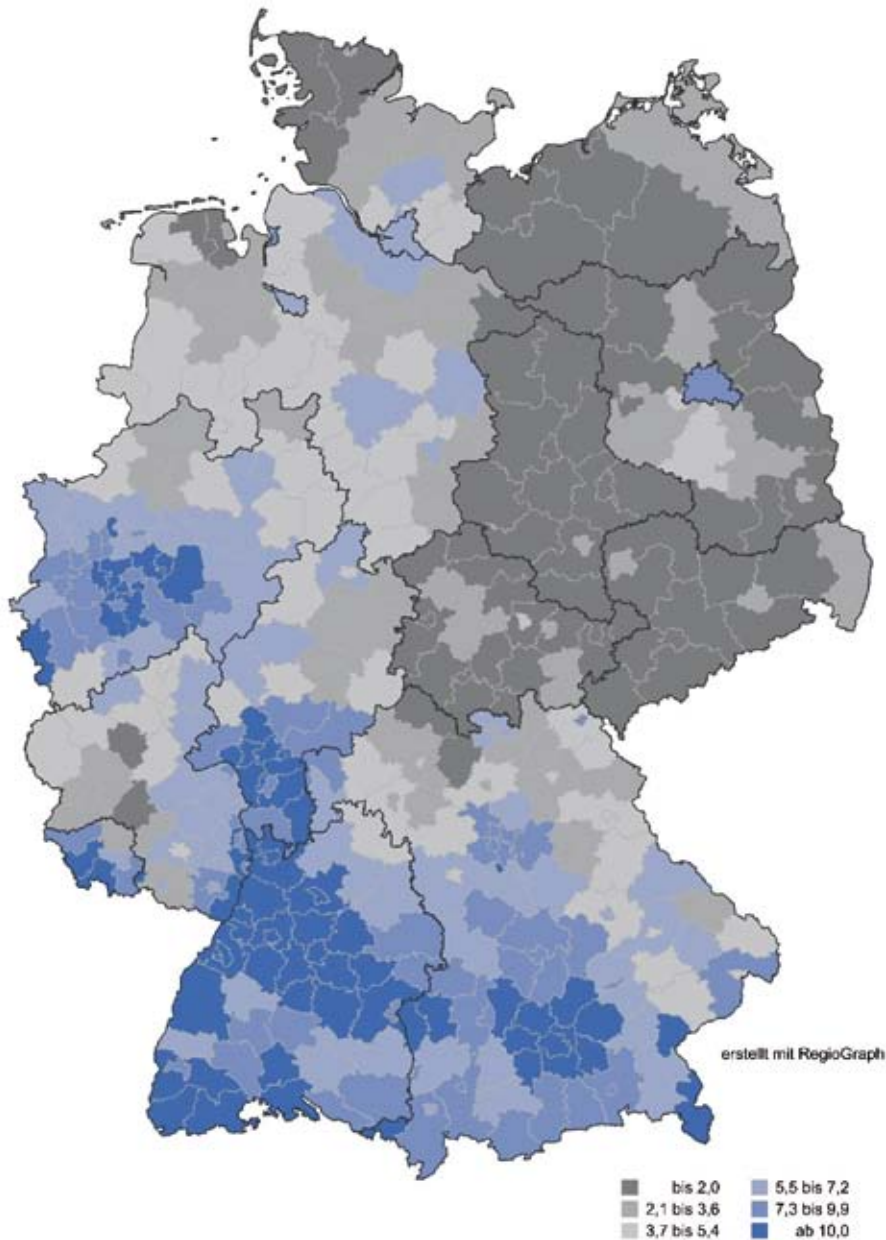 erstellt mit RegioGraph
bis 2,0
2,1 bis 3,6
3,7 bis 5,4
5,5 bis 7,2
7,3 bis 9,9
ab 10,0